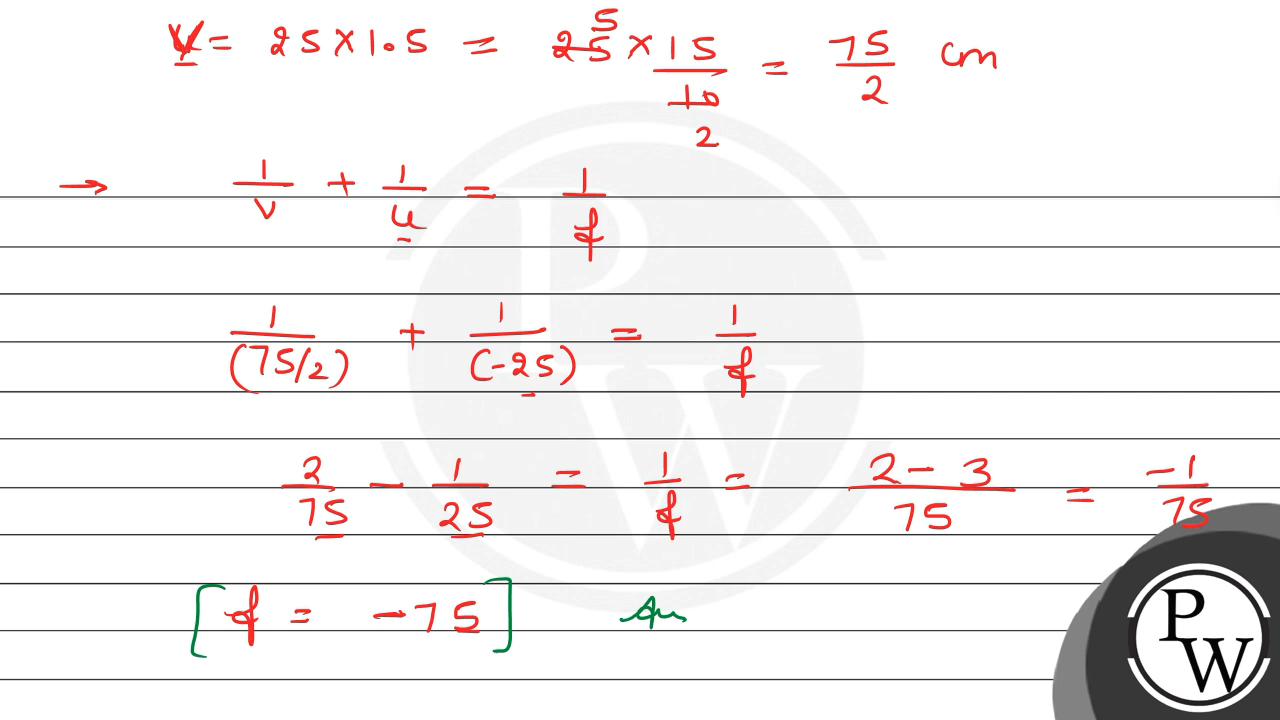 V = 25 × 1.5 = 25 5 × 15/10 2 = 75/2 cm
→ 1/v + 1/u = 1/f
1/(75/2) + 1/(-25) = 1/f
2/75 - 1/25 = 1/f = 2 - 3/75 = -1/75
[f = -75] Ans
P W
P W